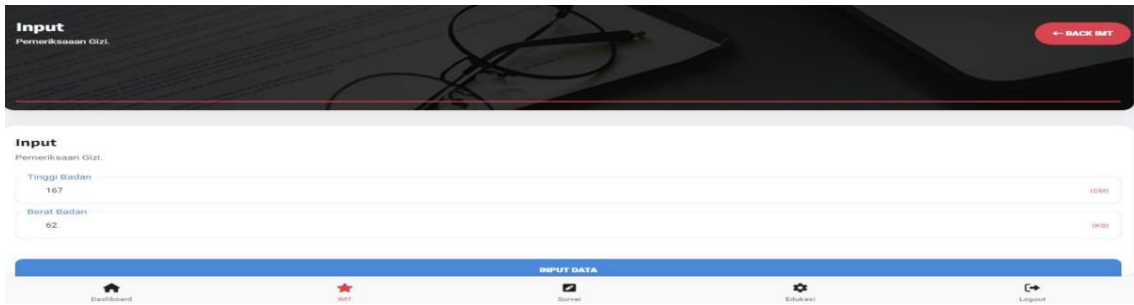 Input
Pemeriksaaan Gizi.
← BACK IMT
Input
Pemeriksaan Gizi.
Tinggi Badan
167
(CM)
Berat Badan
62
(KG)
INPUT DATA
Dashboard
IMT
Survei
Edukasi
Logout